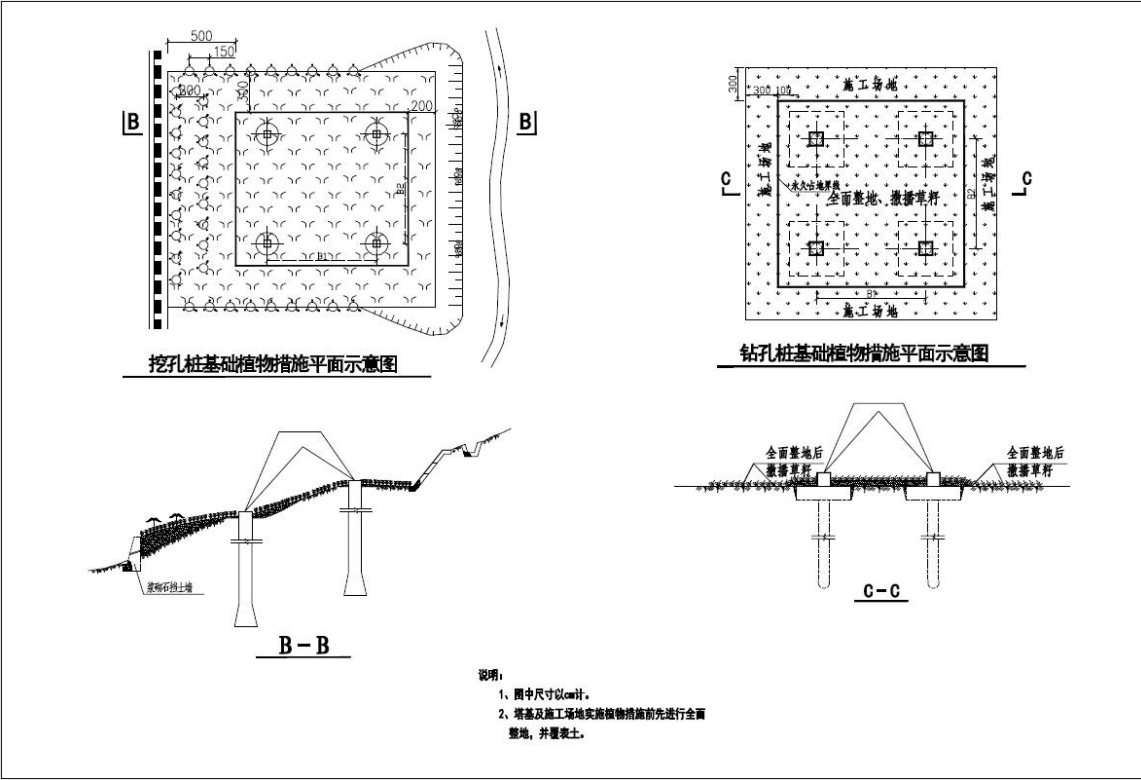 500
150
200
300
200
B
B
B2
B1
挖孔桩基础植物措施平面示意图
300
300
100
施工场地
施工场地
施工场地
永久占地界线
全面整地、撒播草籽
C
C
B2
B1
施工场地
钻孔桩基础植物措施平面示意图
浆砌石挡土墙
B-B
全面整地后
撒播草籽
全面整地后
撒播草籽
C-C
说明：
1、图中尺寸以cm计。
2、塔基及施工场地实施植物措施前先进行全面
整地，并覆表土。